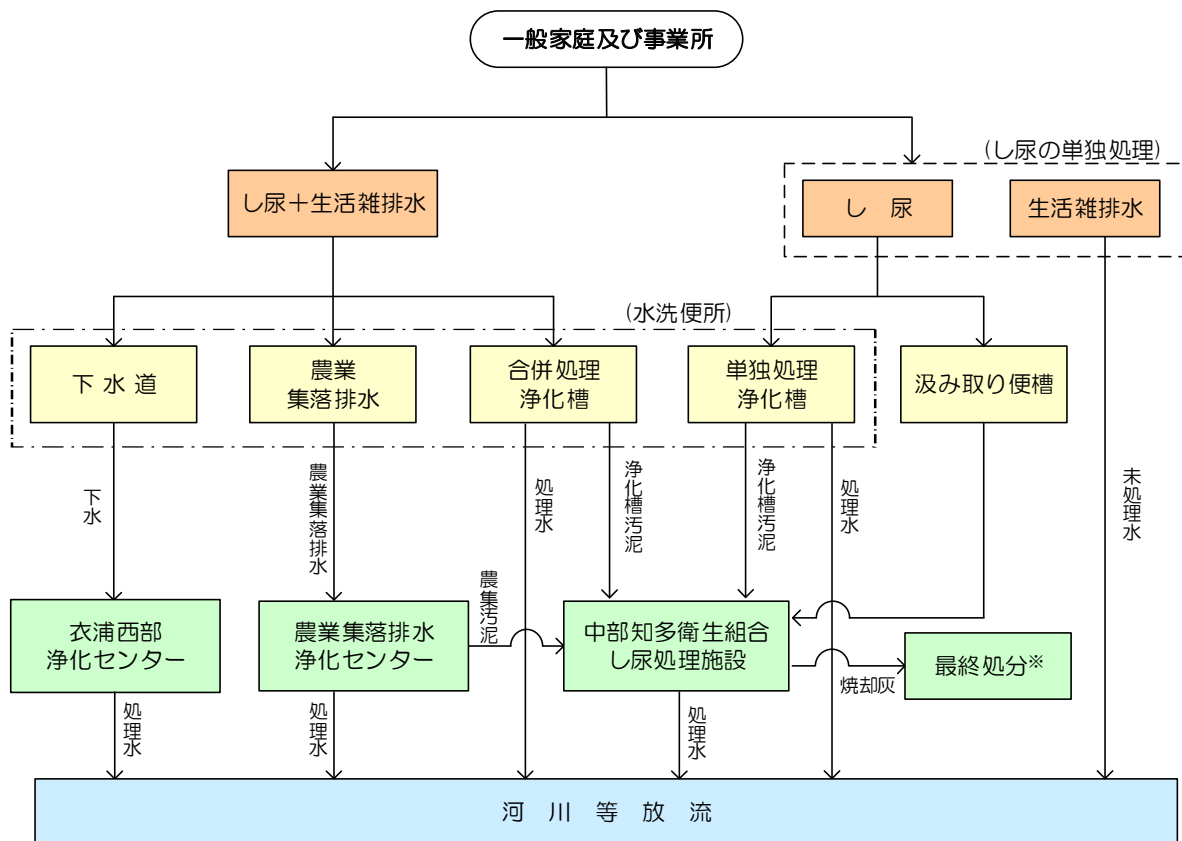 一般家庭及び事業所
(し尿の単独処理)
し尿＋生活雑排水
し　尿
生活雑排水
(水洗便所)
下 水 道
農業
集落排水
合併処理
浄化槽
単独処理
浄化槽
汲み取り便槽
下水
農業集落排水
処理水
浄化槽汚泥
浄化槽汚泥
処理水
未処理水
衣浦西部
浄化センター
農業集落排水
浄化センター
農集汚泥
中部知多衛生組合
し尿処理施設
焼却灰
最終処分※
処理水
処理水
処理水
河　川　等　放　流